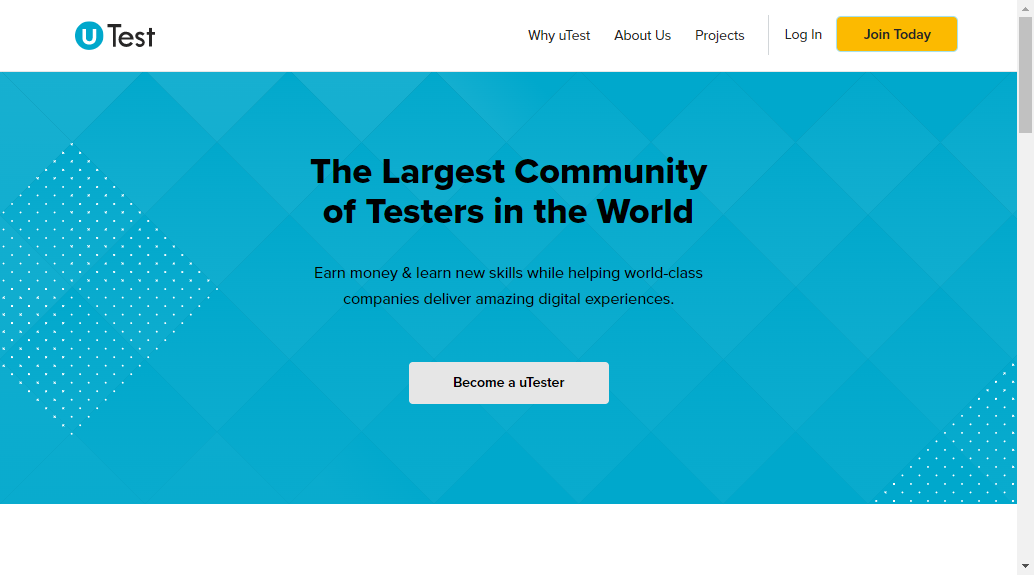 uTest
Why uTest
About Us
Projects
Log In
Join Today
The Largest Community
of Testers in the World
Earn money & learn new skills while helping world-class
companies deliver amazing digital experiences.
Become a uTester